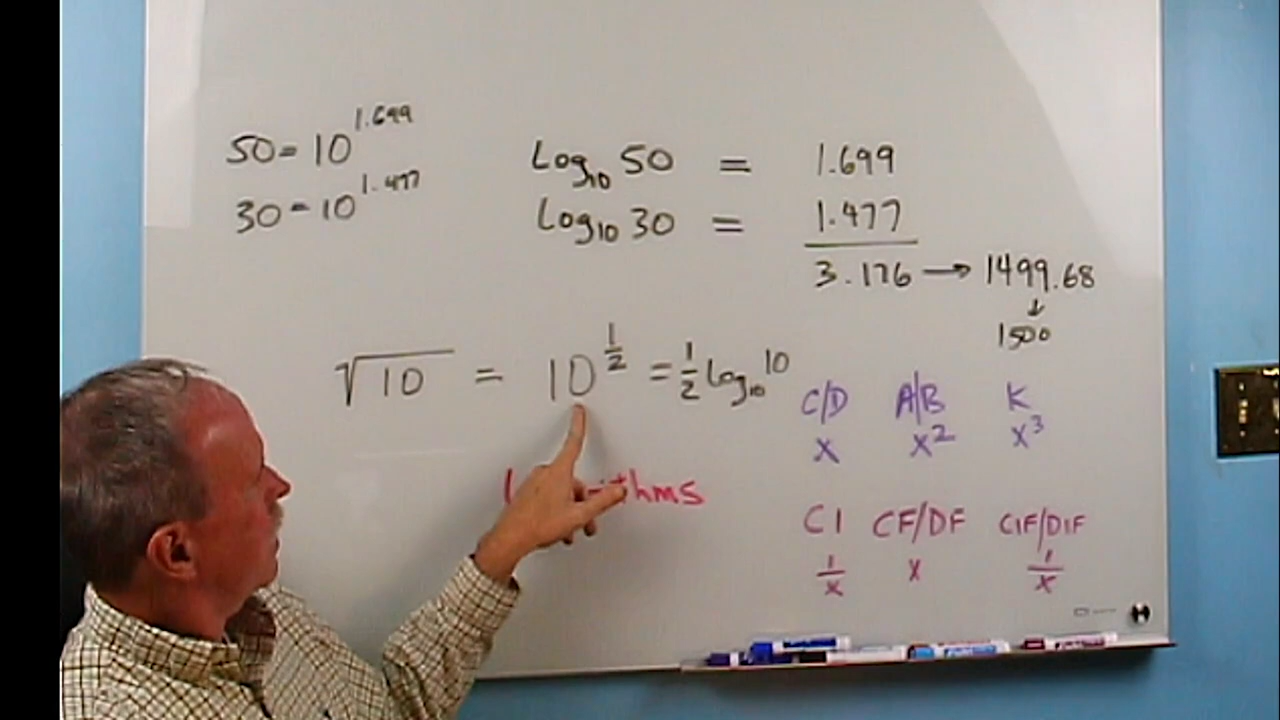 50 = 10^1.699
30 = 10^1.477
Log₁₀ 50 = 1.699
Log₁₀ 30 = 1.477
3.176 → 1499.68
↓
1500
√10 = 10^½ = ½ Log₁₀ 10
C/D A/B K
x x² x³
CI CF/DF CIF/DIF
1/x x 1/x